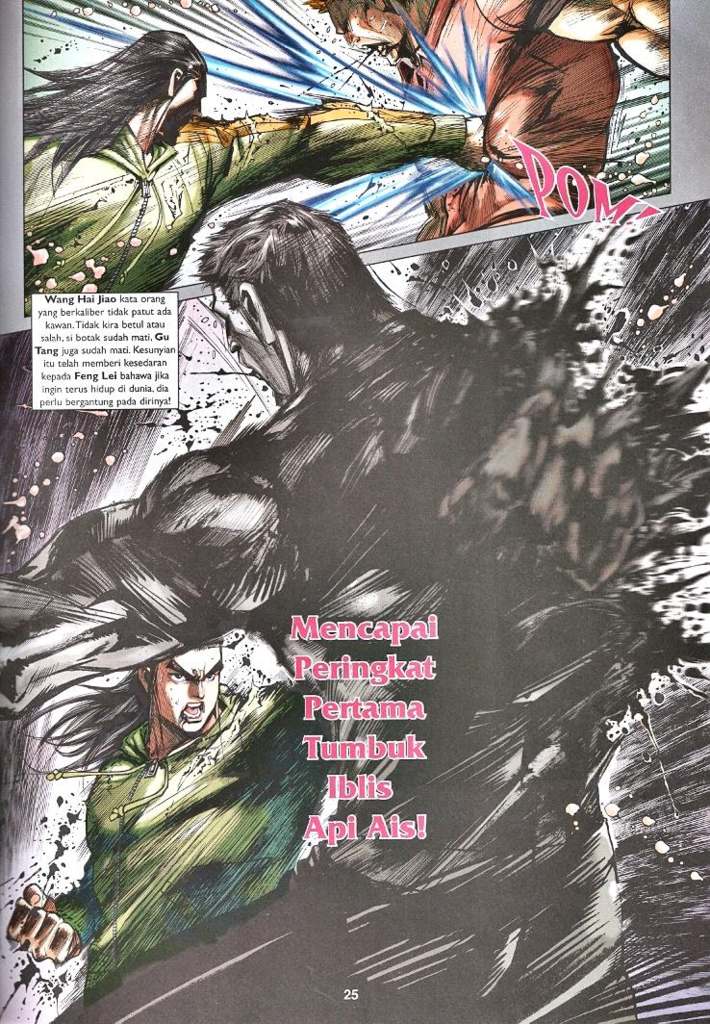 POM!
Wang Hai Jiao kata orang
yang berkaliber tidak patut ada
kawan. Tidak kira betul atau
salah, si botak sudah mati, Gu
Tang juga sudah mati. Kesunyian
itu telah memberi kesedaran
kepada Feng Lei bahawa jika
ingin terus hidup di dunia, dia
perlu bergantung pada dirinya!
Mencapai
Peringkat
Pertama
Tumbuk
Iblis
Api Ais!
25